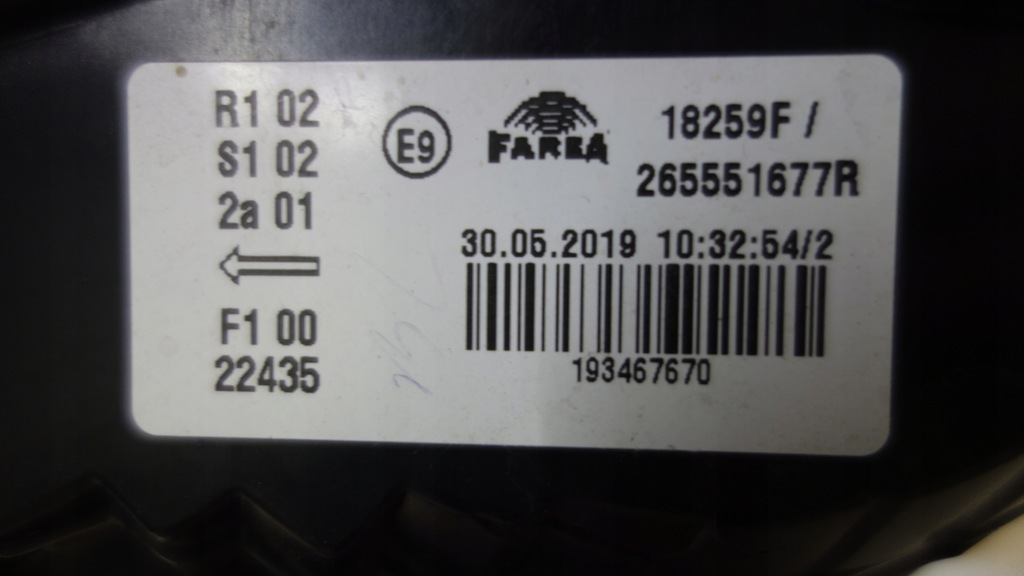 R1 02
S1 02
2a 01
F1 00
22435
E9
FARBA
18259F /
265551677R
30.05.2019 10:32:54/2
193467670